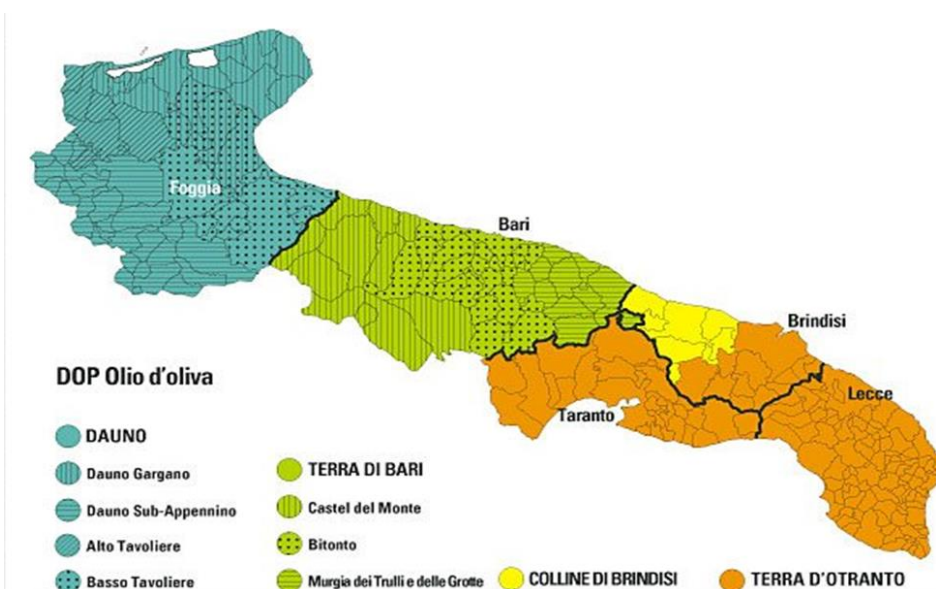 Foggia
Bari
Brindisi
Lecce
Taranto
DOP Olio d'oliva
DAUNO
Dauno Gargano
Dauno Sub-Appennino
Alto Tavoliere
Basso Tavoliere
TERRA DI BARI
Castel del Monte
Bitonto
Murgia dei Trulli e delle Grotte
COLLINE DI BRINDISI
TERRA D'OTRANTO